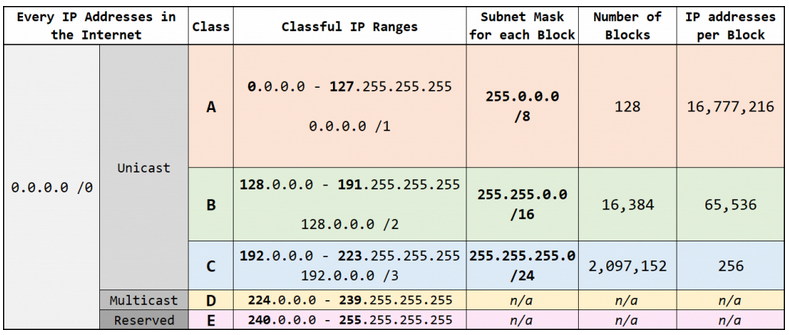 Every IP Addresses in
the Internet
Class
Classful IP Ranges
Subnet Mask
for each Block
Number of
Blocks
IP addresses
per Block
0.0.0.0 /0
Unicast
A
0.0.0.0 - 127.255.255.255
0.0.0.0 /1
255.0.0.0
/8
128
16,777,216
B
128.0.0.0 - 191.255.255.255
128.0.0.0 /2
255.255.0.0
/16
16,384
65,536
C
192.0.0.0 - 223.255.255.255
192.0.0.0 /3
255.255.255.0
/24
2,097,152
256
Multicast
D
224.0.0.0 - 239.255.255.255
n/a
n/a
n/a
Reserved
E
240.0.0.0 - 255.255.255.255
n/a
n/a
n/a